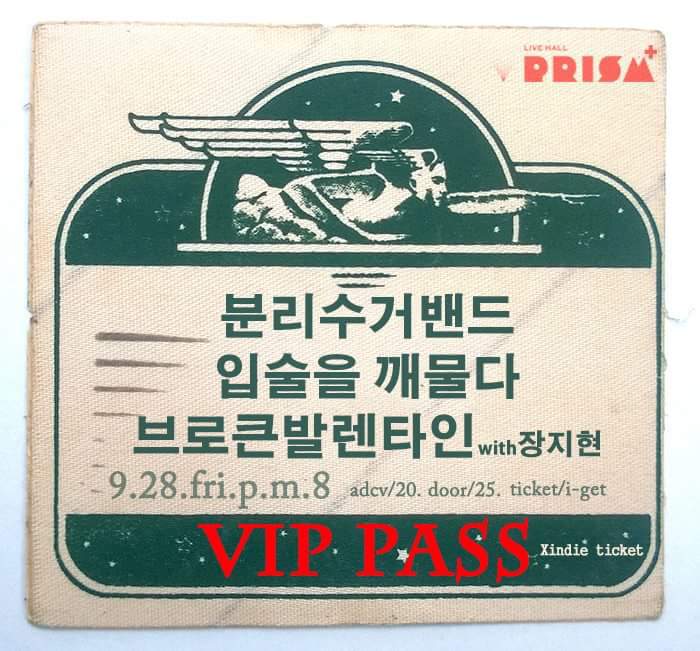 LIVE HALL
PRISM+
분리수거밴드
입술을 깨물다
브로큰발렌타인with장지현
9.28.fri.p.m.8 adcv/20. door/25. ticket/i-get
VIP PASS Xindie ticket